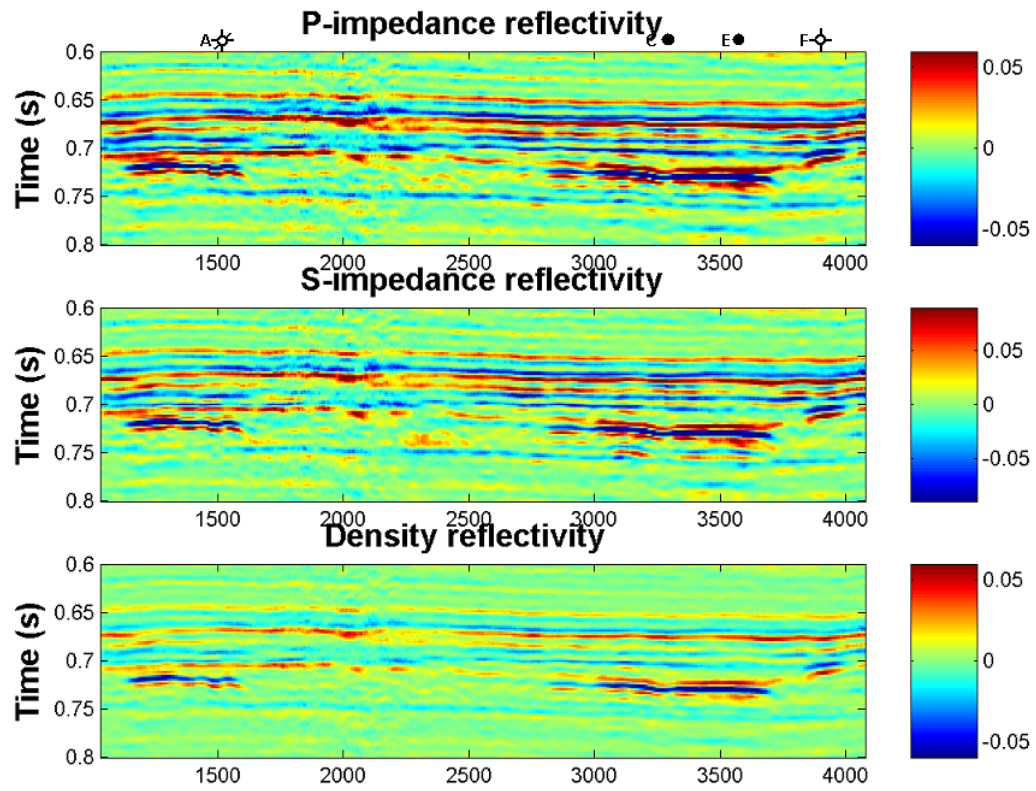 P-impedance reflectivity
A C E F
0.6
0.65
0.7
0.75
0.8
Time (s)
1500 2000 2500 3000 3500 4000
0.05
0
-0.05
S-impedance reflectivity
0.6
0.65
0.7
0.75
0.8
Time (s)
1500 2000 2500 3000 3500 4000
0.05
0
-0.05
Density reflectivity
0.6
0.65
0.7
0.75
0.8
Time (s)
1500 2000 2500 3000 3500 4000
0.05
0
-0.05